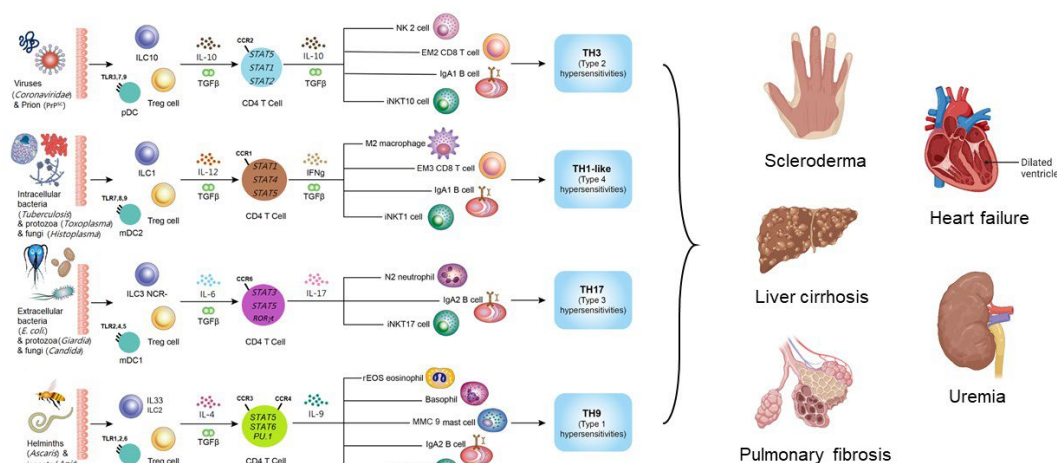 Viruses
(Coronaviridae)
& Prion (PrPSC)
TLR3,7,9
ILC10
Treg cell
pDC
IL-10
TGFβ
CCR2
STAT5
STAT1
STAT2
CD4 T Cell
IL-10
TGFβ
NK 2 cell
EM2 CD8 T cell
IgA1 B cell
iNKT10 cell
TH3
(Type 2
hypersensitivities)
Intracellular
bacteria
(Tuberculosis)
& protozoa (Toxoplasma)
& fungi (Histoplasma)
TLR7,8,9
ILC1
Treg cell
mDC2
IL-12
TGFβ
CCR1
STAT1
STAT4
STAT5
CD4 T Cell
IFNg
TGFβ
M2 macrophage
EM3 CD8 T cell
IgA1 B cell
iNKT1 cell
TH1-like
(Type 4
hypersensitivities)
Extracellular
bacteria
(E. coli)
& protozoa(Giardia)
& fungi (Candida)
TLR2,4,5
ILC3 NCR-
Treg cell
mDC1
IL-6
TGFβ
CCR6
STAT3
STAT5
RORγt
CD4 T Cell
IL-17
N2 neutrophil
IgA2 B cell
iNKT17 cell
TH17
(Type 3
hypersensitivities)
Helminths
(Ascaris) &
TLR1,2,6
IL33
ILC2
Treg cell
IL-4
TGFβ
CCR3
CCR4
STAT5
STAT6
PU.1
CD4 T Cell
IL-9
rEOS eosinophil
Basophil
MMC 9 mast cell
IgA2 B cell
TH9
(Type 1
hypersensitivities)
Scleroderma
Liver cirrhosis
Pulmonary fibrosis
Dilated
ventricle
Heart failure
Uremia